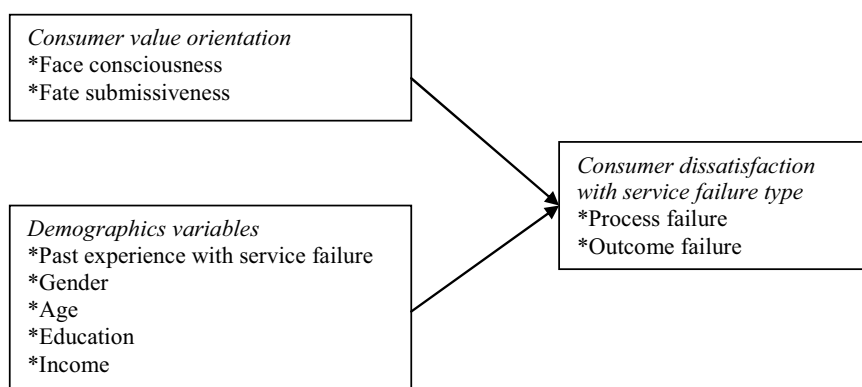 Consumer value orientation
*Face consciousness
*Fate submissiveness
Demographics variables
*Past experience with service failure
*Gender
*Age
*Education
*Income
Consumer dissatisfaction
with service failure type
*Process failure
*Outcome failure